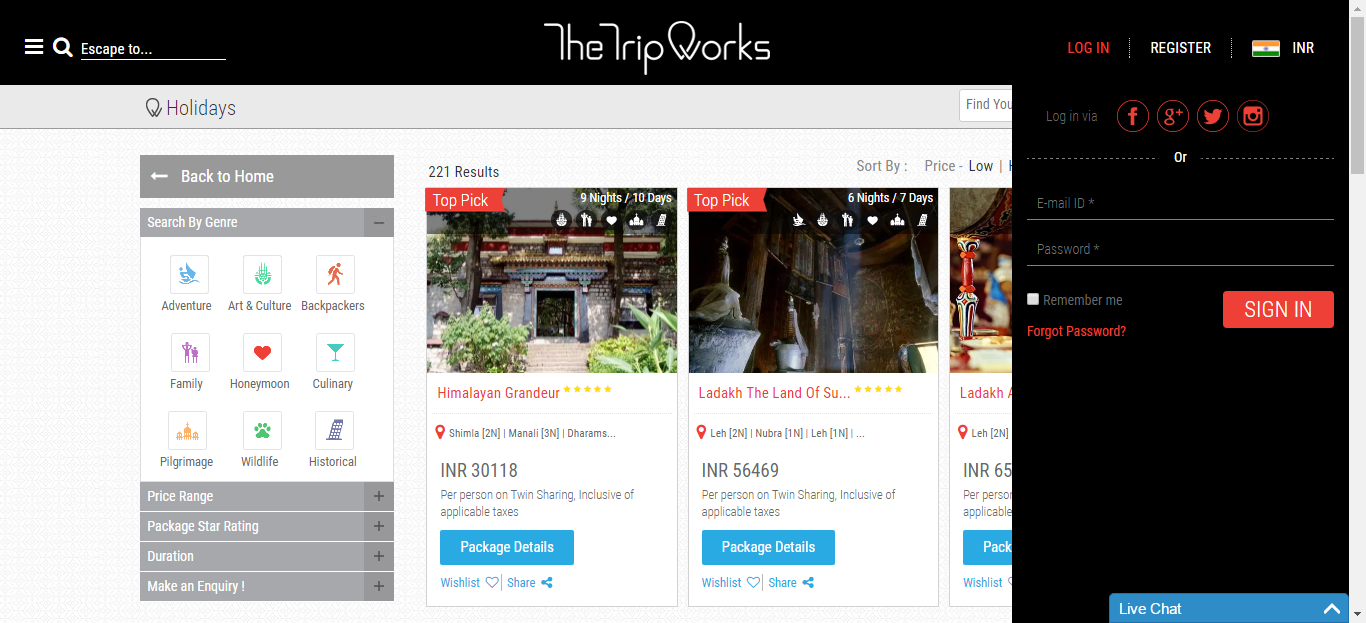 Escape to...
TheTripWorks
LOG IN
REGISTER
INR
Holidays
Find You
Log in via
Or
E-mail ID *
Password *
Remember me
SIGN IN
Forgot Password?
Back to Home
Search By Genre
Adventure
Art & Culture
Backpackers
Family
Honeymoon
Culinary
Pilgrimage
Wildlife
Historical
Price Range
Package Star Rating
Duration
Make an Enquiry !
221 Results
Sort By :
Price - Low |
Top Pick
9 Nights / 10 Days
Himalayan Grandeur
Shimla [2N] | Manali [3N] | Dharams...
INR 30118
Per person on Twin Sharing, Inclusive of
applicable taxes
Package Details
Wishlist
Share
Top Pick
6 Nights / 7 Days
Ladakh The Land Of Su...
Leh [2N] | Nubra [1N] | Leh [1N] | ...
INR 56469
Per person on Twin Sharing, Inclusive of
applicable taxes
Package Details
Wishlist
Share
Ladakh A
Leh [2N]
INR 65
Per perso
applicable
Pack
Wishlist
Live Chat